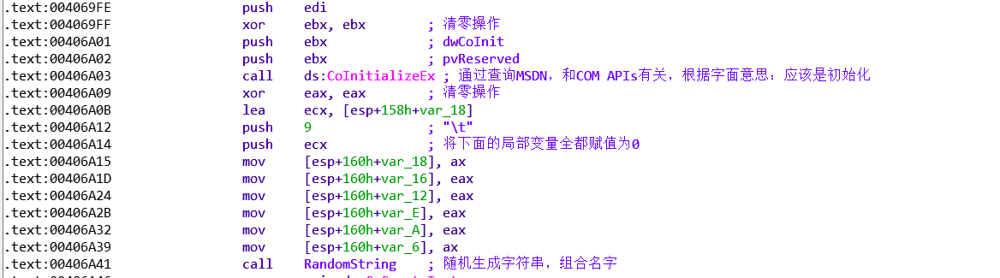 .text:004069FE push edi
.text:004069FF xor ebx, ebx ; 清零操作
.text:00406A01 push ebx ; dwCoInit
.text:00406A02 push ebx ; pvReserved
.text:00406A03 call ds:CoInitializeEx ; 通过查询MSDN，和COM APIs有关，根据字面意思：应该是初始化
.text:00406A09 xor eax, eax ; 清零操作
.text:00406A0B lea ecx, [esp+158h+var_18]
.text:00406A12 push 9 ; "\t"
.text:00406A14 push ecx ; 将下面的局部变量全都赋值为0
.text:00406A15 mov [esp+160h+var_18], ax
.text:00406A1D mov [esp+160h+var_16], eax
.text:00406A24 mov [esp+160h+var_12], eax
.text:00406A2B mov [esp+160h+var_E], eax
.text:00406A32 mov [esp+160h+var_A], eax
.text:00406A39 mov [esp+160h+var_6], ax
.text:00406A41 call RandomString ; 随机生成字符串，组合名字